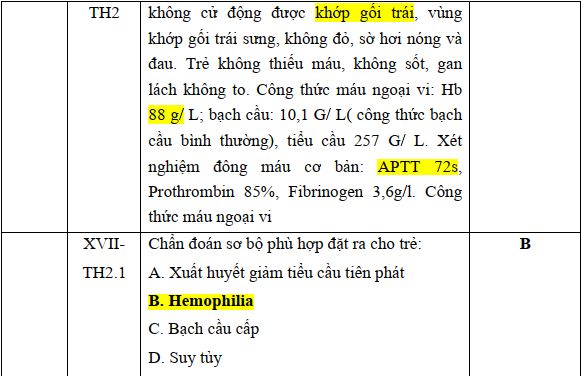 TH2
không cử động được khớp gối trái, vùng
khớp gối trái sưng, không đỏ, sờ hơi nóng và
đau. Trẻ không thiếu máu, không sốt, gan
lách không to. Công thức máu ngoại vi: Hb
88 g/ L; bạch cầu: 10,1 G/ L( công thức bạch
cầu bình thường), tiểu cầu 257 G/ L. Xét
nghiệm đông máu cơ bản: APTT 72s,
Prothrombin 85%, Fibrinogen 3,6g/l. Công
thức máu ngoại vi
XVII-
TH2.1
Chẩn đoán sơ bộ phù hợp đặt ra cho trẻ:
B
A. Xuất huyết giảm tiểu cầu tiên phát
B. Hemophilia
C. Bạch cầu cấp
D. Suy tủy